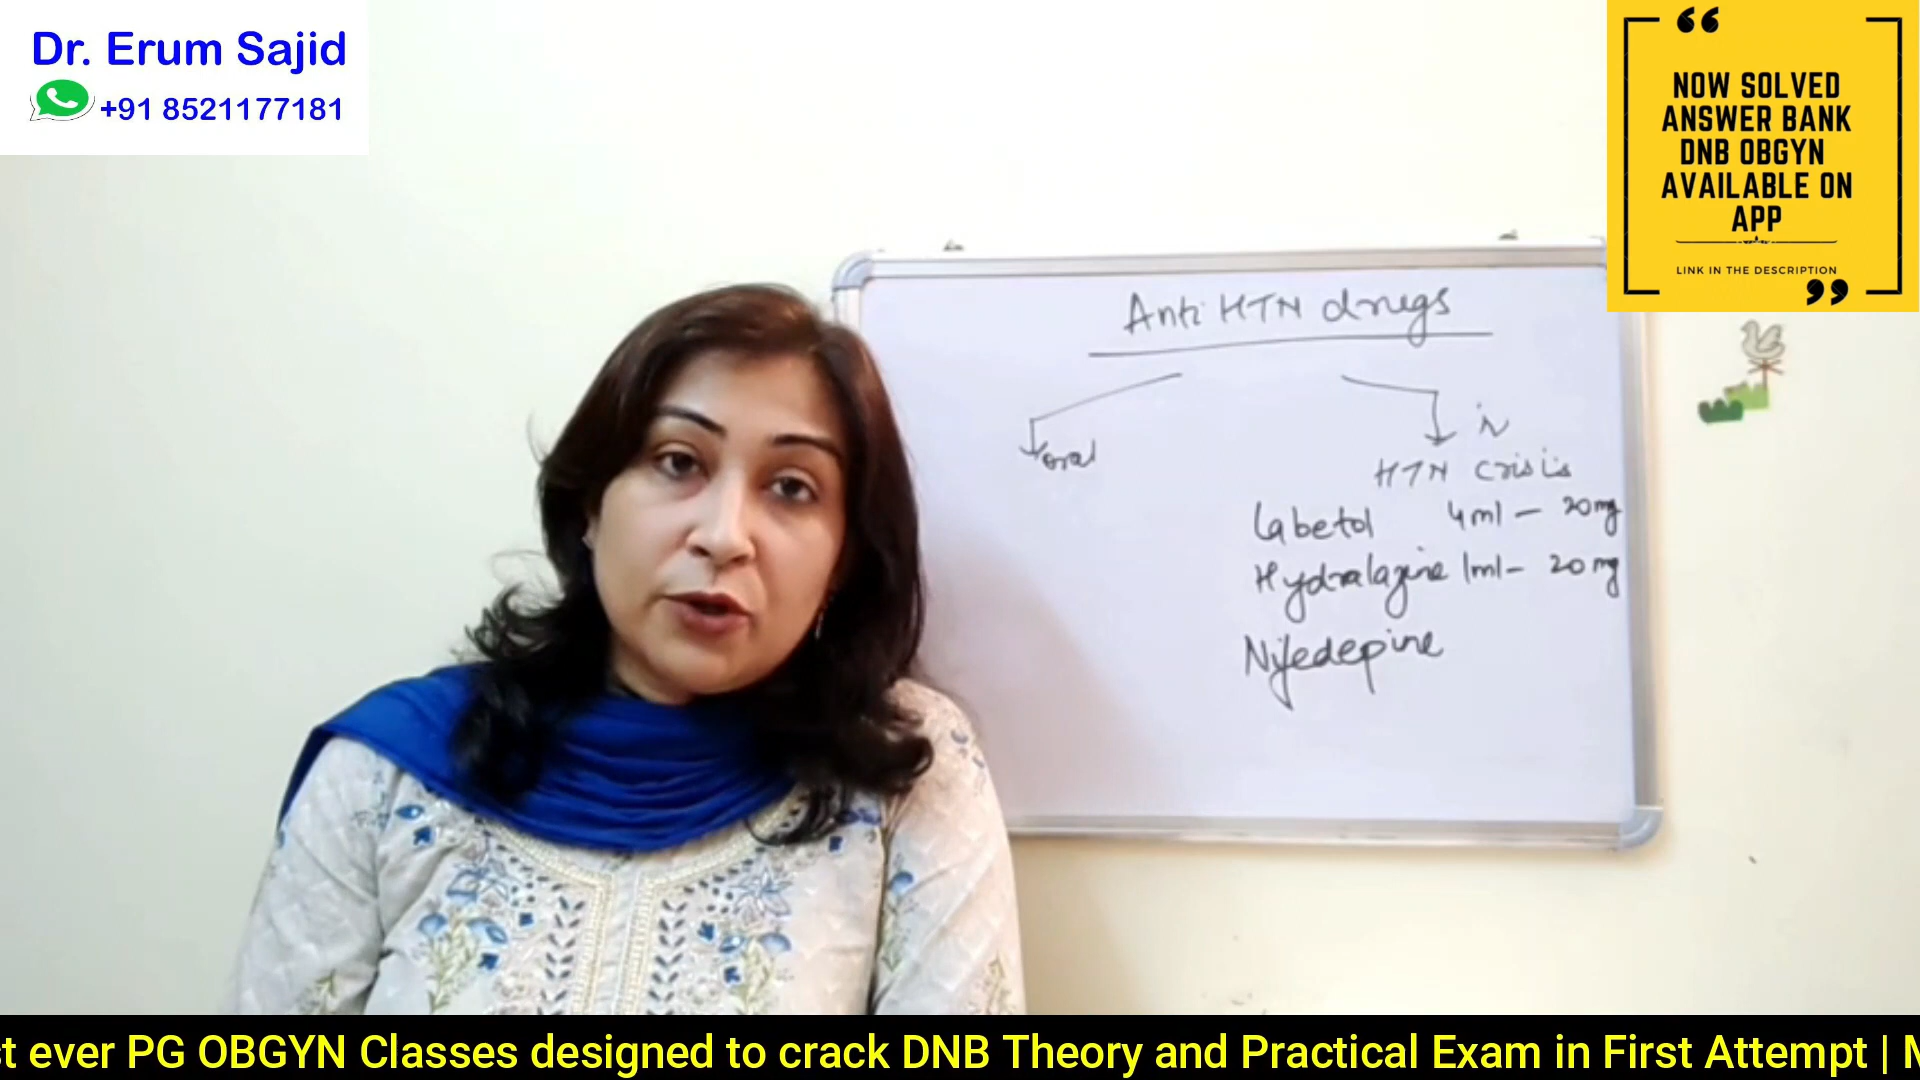 Dr. Erum Sajid
+91 8521177181
NOW SOLVED
ANSWER BANK
DNB OBGYN
AVAILABLE ON
APP
LINK IN THE DESCRIPTION
Anti HTN drugs
oral
in
HTN crisis
Labetol 4ml – 20mg
Hydralazine 1ml – 20mg
Nifedepine
t ever PG OBGYN Classes designed to crack DNB Theory and Practical Exam in First Attempt |